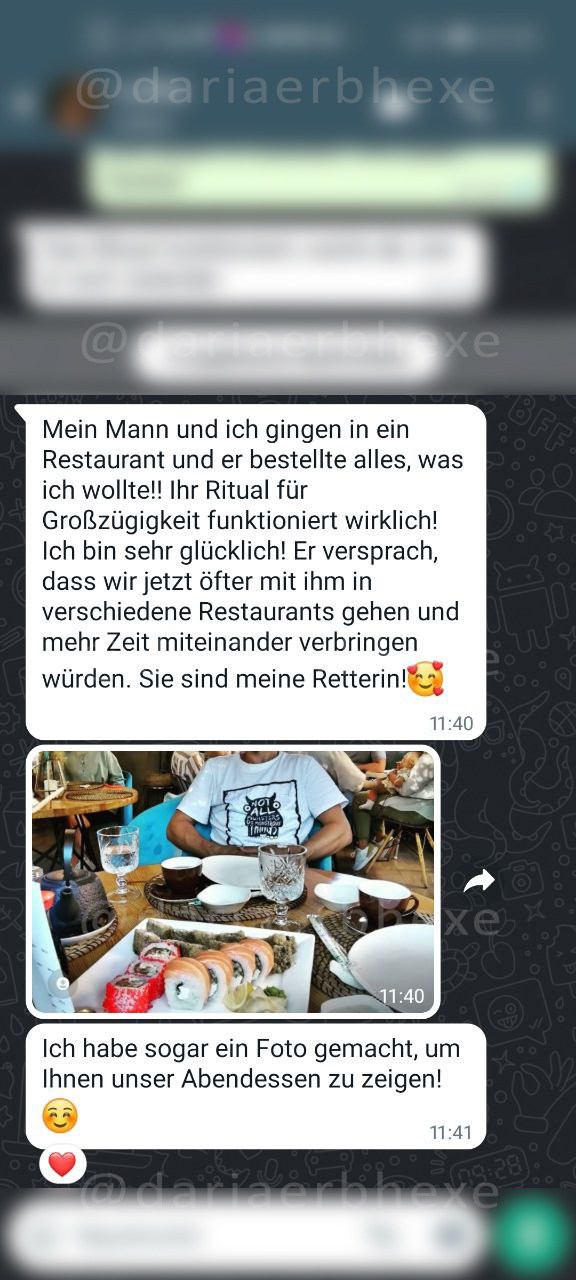 @dariaerbhexe
@dariaerbhexe
Mein Mann und ich gingen in ein
Restaurant und er bestellte alles, was
ich wollte!! Ihr Ritual für
Großzügigkeit funktioniert wirklich!
Ich bin sehr glücklich! Er versprach,
dass wir jetzt öfter mit ihm in
verschiedene Restaurants gehen und
mehr Zeit miteinander verbringen
würden. Sie sind meine Retterin!🥰
11:40
NOT
ALL
MONSTERS
11:40
Ich habe sogar ein Foto gemacht, um
Ihnen unser Abendessen zu zeigen!
☺️
11:41
❤️
@dariaerbhexe